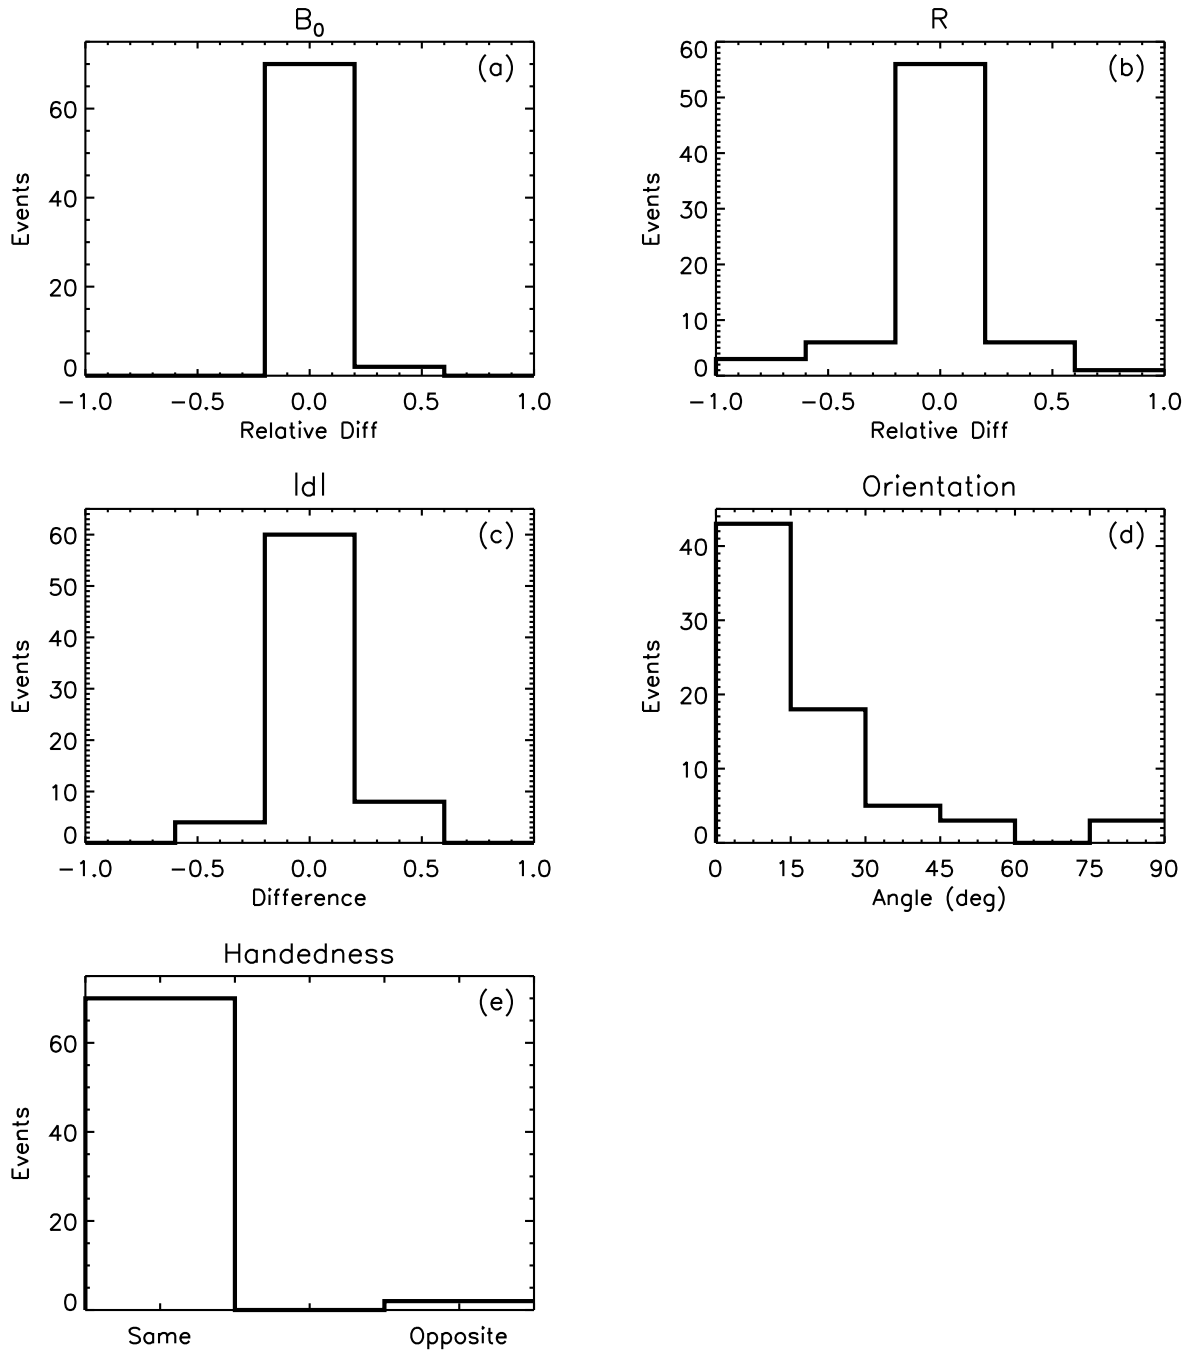 B0
(a)
Events
60
40
20
0
−1.0 −0.5 0.0 0.5 1.0
Relative Diff
R
(b)
Events
60
50
40
30
20
10
0
−1.0 −0.5 0.0 0.5 1.0
Relative Diff
|d|
(c)
Events
60
50
40
30
20
10
0
−1.0 −0.5 0.0 0.5 1.0
Difference
Orientation
(d)
Events
40
30
20
10
0
0 15 30 45 60 75 90
Angle (deg)
Handedness
(e)
Events
60
40
20
0
Same Opposite